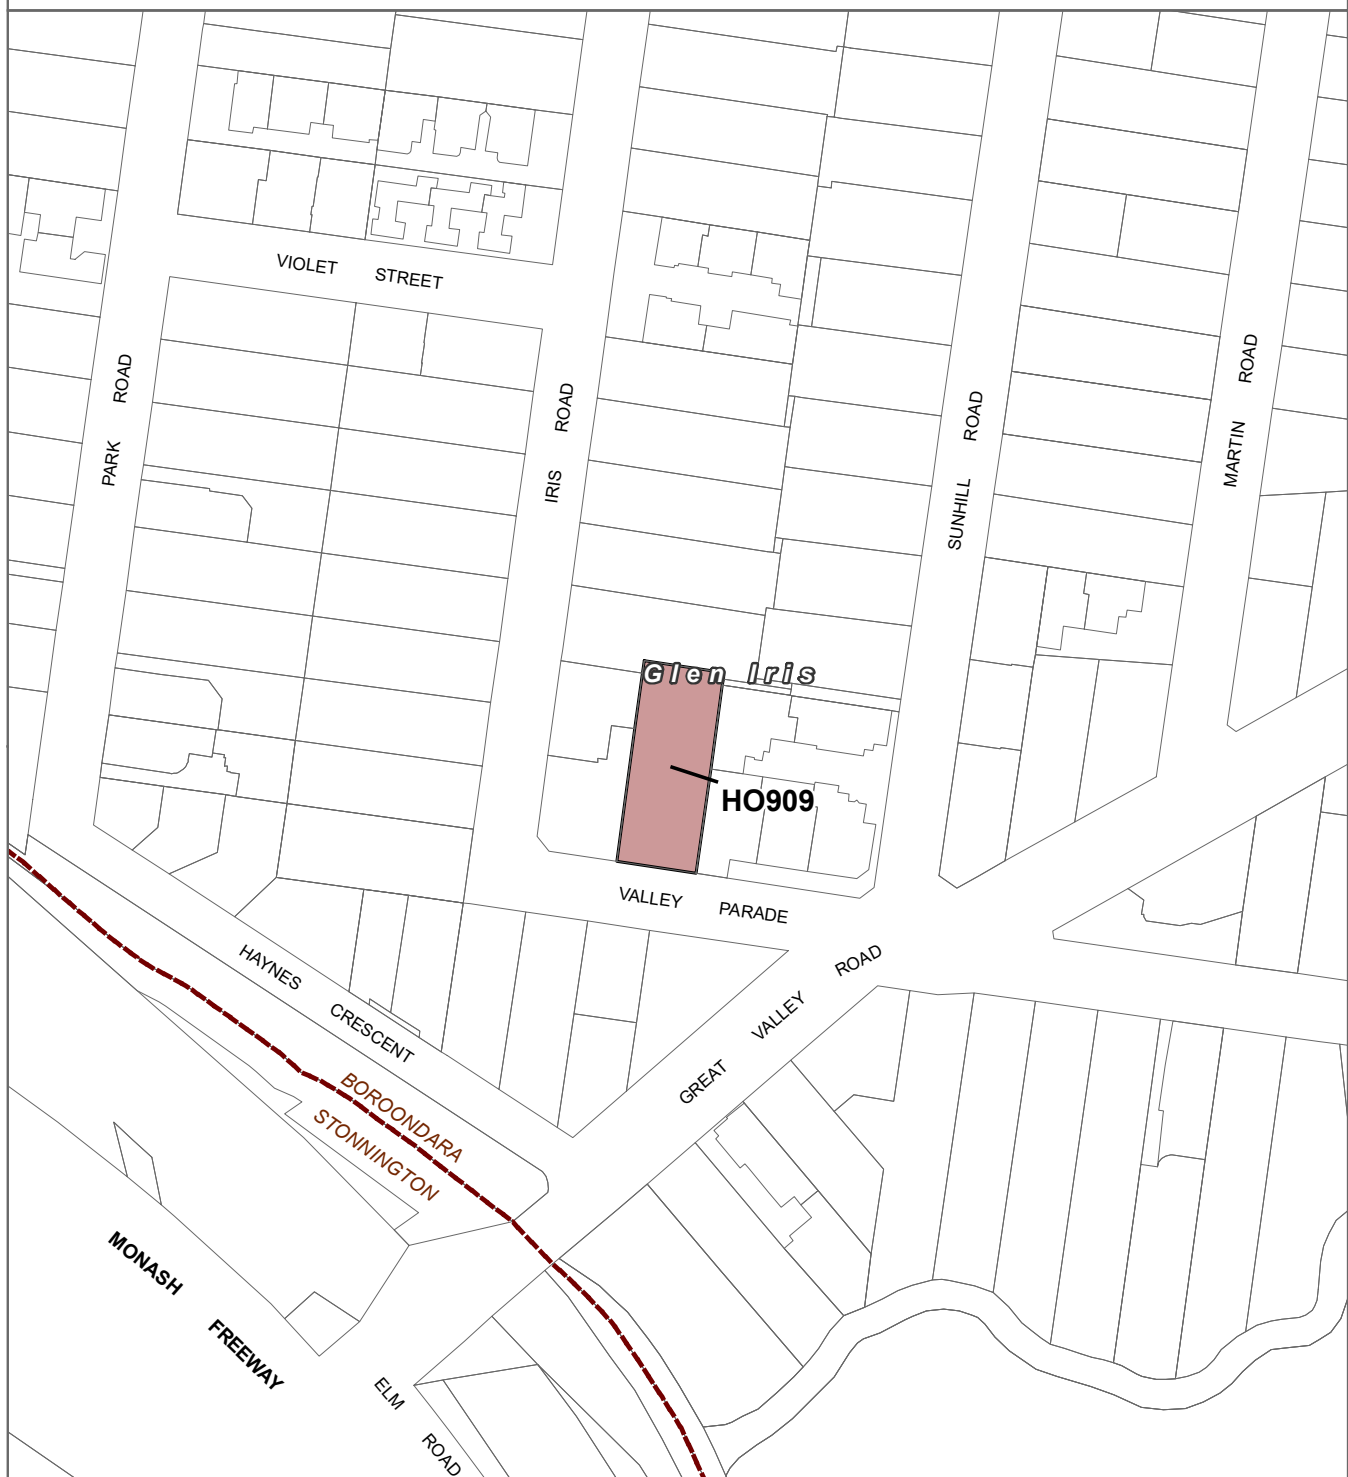 VIOLET STREET
PARK ROAD
IRIS ROAD
SUNHILL ROAD
MARTIN ROAD
Glen Iris
HO909
VALLEY PARADE
HAYNES CRESCENT
GREAT VALLEY ROAD
BOROONDARA
STONNINGTON
MONASH FREEWAY
ELM ROAD